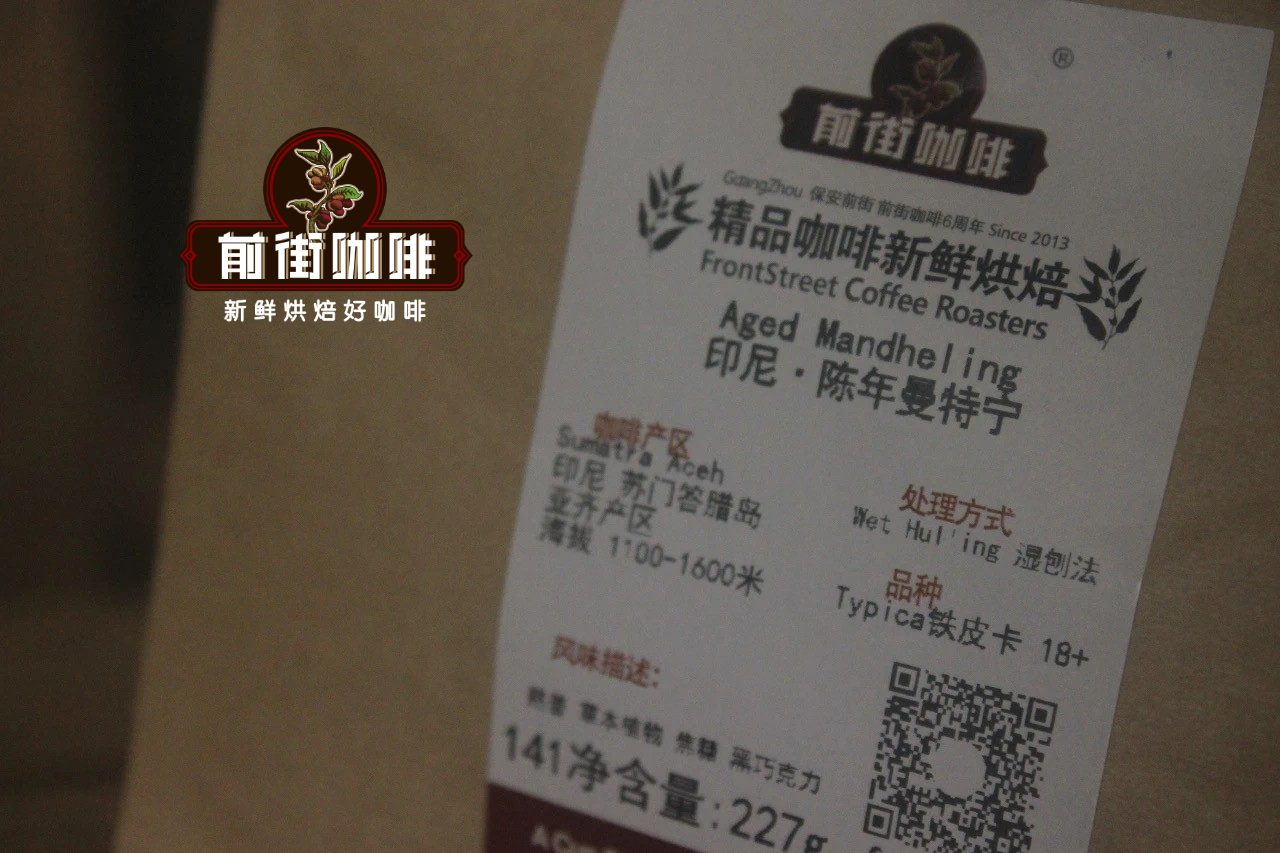 前街咖啡
新鲜烘焙好咖啡
®
前街咖啡
GuangZhou 保安前街 前街咖啡6周年 Since 2013
精品咖啡新鲜烘焙
FrontStreet Coffee Roasters
Aged Mandheling
印尼·陈年曼特宁
咖啡产区
Sumatra Aceh
印尼 苏门答腊岛
亚齐产区
海拔 1100-1600米
处理方式
Wet Hulling 湿刨法
品种
Typica铁皮卡 18+
风味描述:
草本植物 焦糖 黑巧克力
141净含量:227g